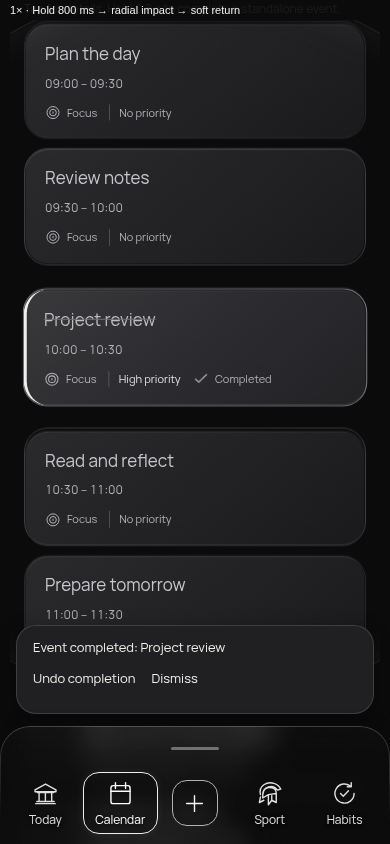 1× · Hold 800 ms → radial impact → soft return
standalone event.
Plan the day
09:00 – 09:30
Focus No priority
Review notes
09:30 – 10:00
Focus No priority
Project review
10:00 – 10:30
Focus High priority Completed
Read and reflect
10:30 – 11:00
Focus No priority
Prepare tomorrow
11:00 – 11:30
Event completed: Project review
Undo completion Dismiss
Today Calendar Sport Habits